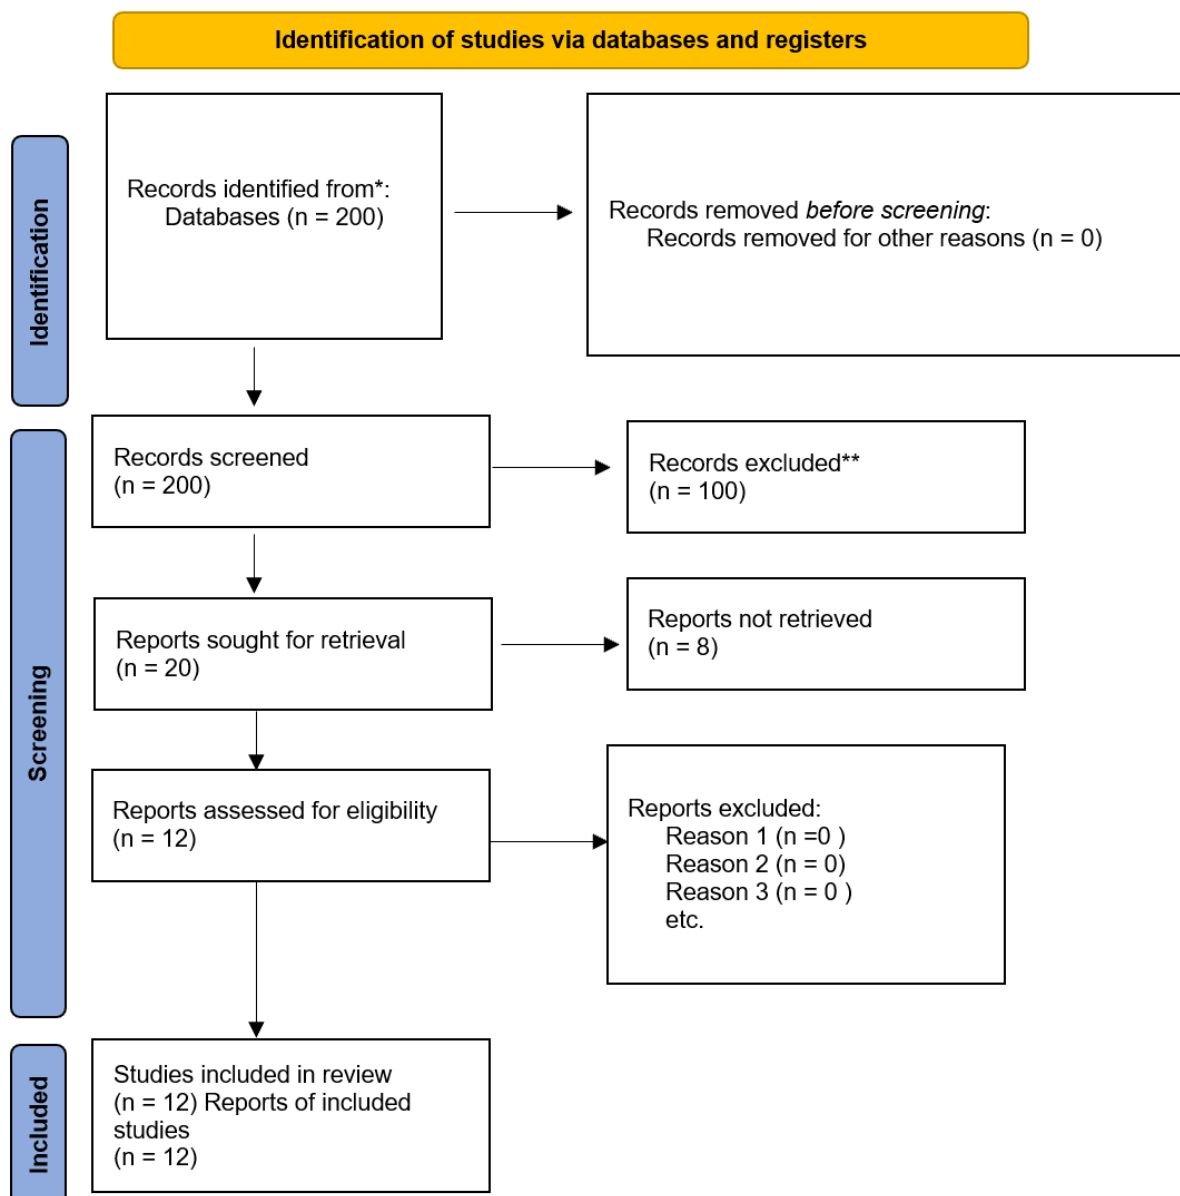 Identification of studies via databases and registers
Identification
Records identified from*:
Databases (n = 200)
Records removed before screening:
Records removed for other reasons (n = 0)
Screening
Records screened
(n = 200)
Records excluded**
(n = 100)
Reports sought for retrieval
(n = 20)
Reports not retrieved
(n = 8)
Reports assessed for eligibility
(n = 12)
Reports excluded:
Reason 1 (n =0 )
Reason 2 (n = 0)
Reason 3 (n = 0 )
etc.
Included
Studies included in review
(n = 12) Reports of included
studies
(n = 12)